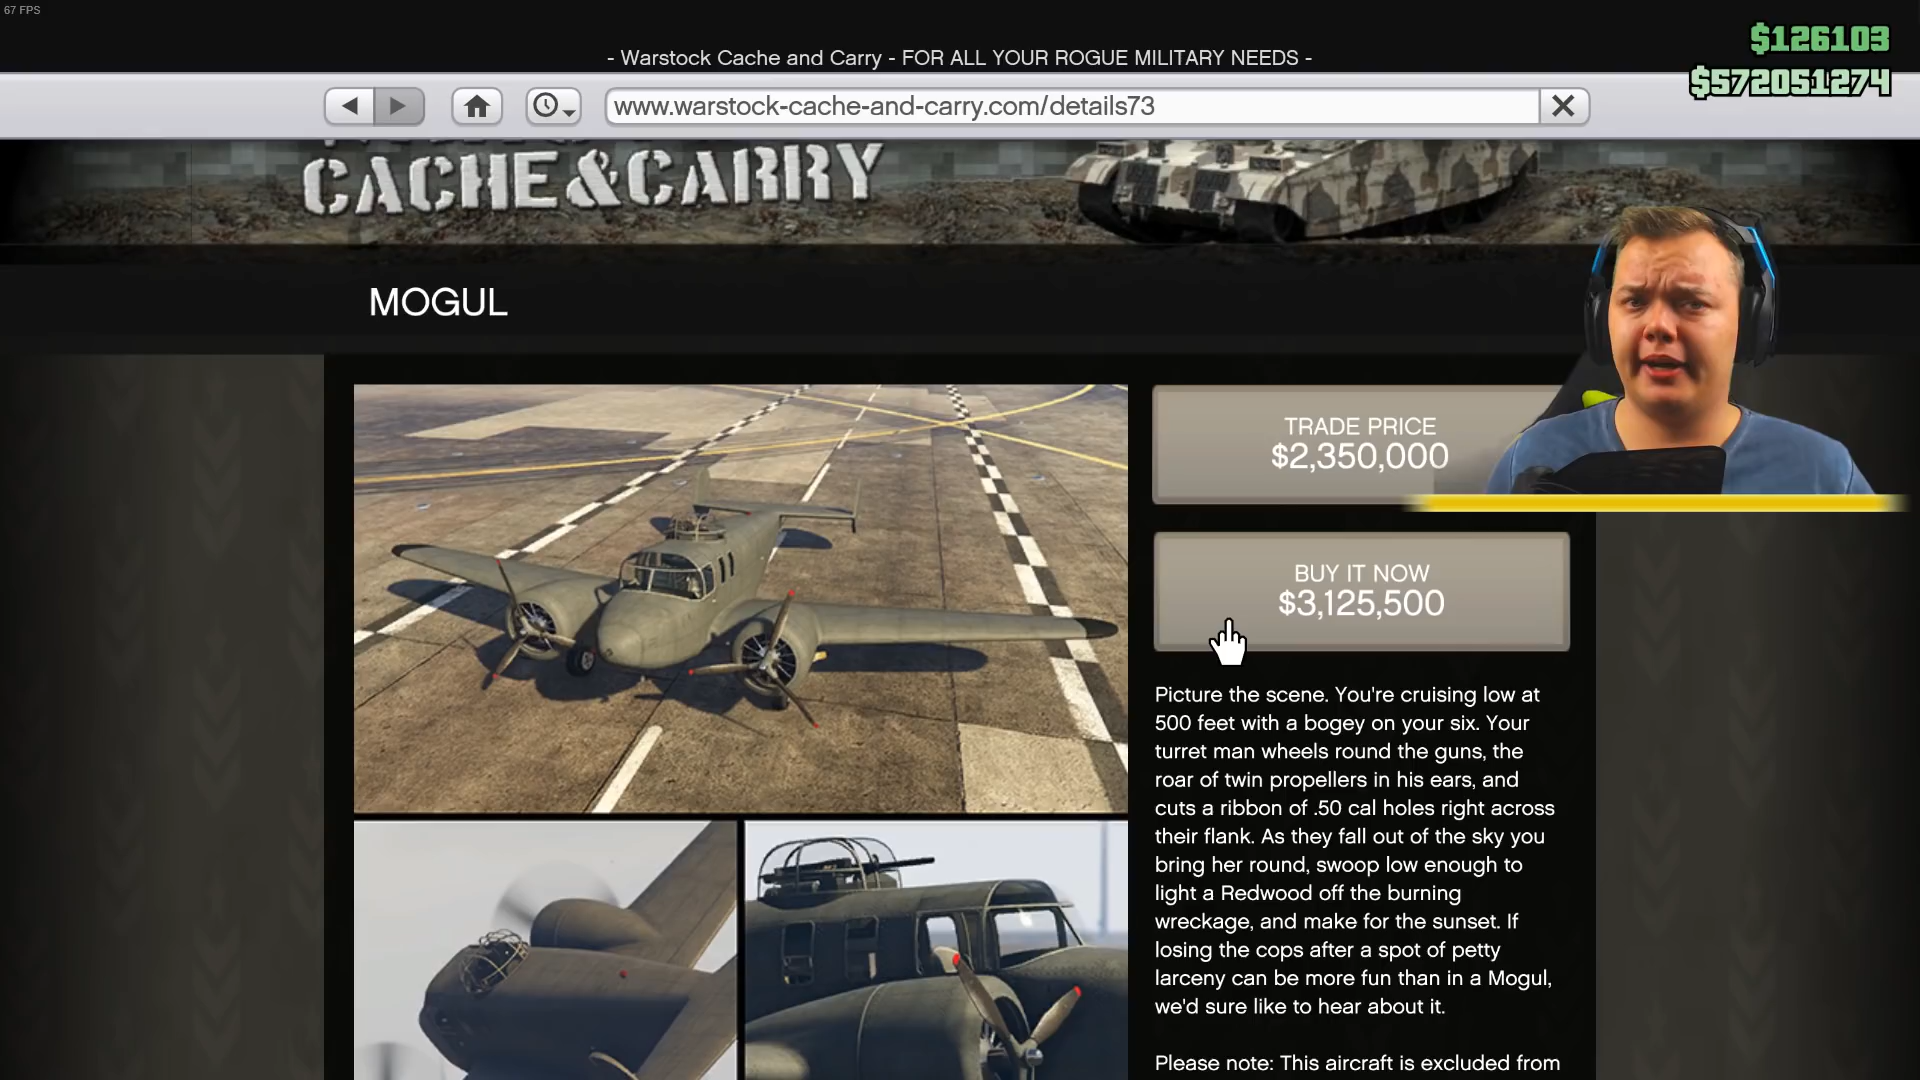 67 FPS
$126103
- Warstock Cache and Carry - FOR ALL YOUR ROGUE MILITARY NEEDS -
$572051274
www.warstock-cache-and-carry.com/details73
CACHE&CARRY
MOGUL
TRADE PRICE
$2,350,000
BUY IT NOW
$3,125,500
Picture the scene. You're cruising low at
500 feet with a bogey on your six. Your
turret man wheels round the guns, the
roar of twin propellers in his ears, and
cuts a ribbon of .50 cal holes right across
their flank. As they fall out of the sky you
bring her round, swoop low enough to
light a Redwood off the burning
wreckage, and make for the sunset. If
losing the cops after a spot of petty
larceny can be more fun than in a Mogul,
we'd sure like to hear about it.
Please note: This aircraft is excluded from